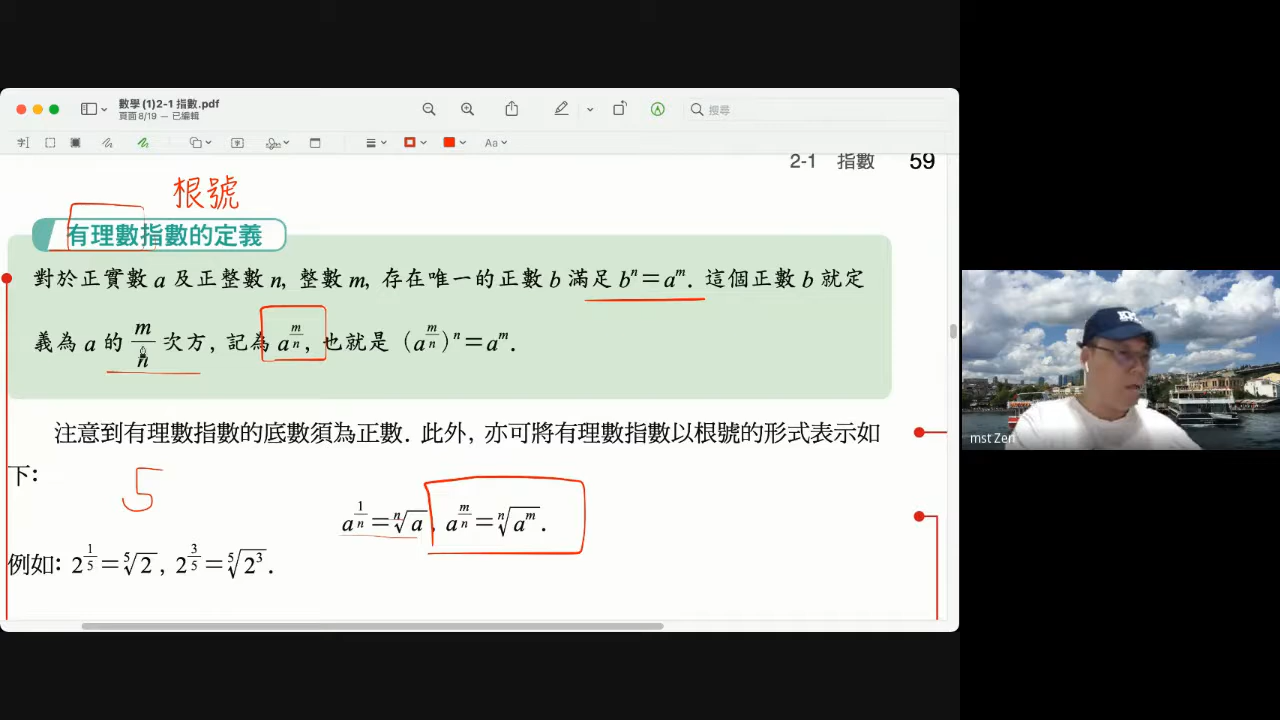 數學(1)2-1 指數.pdf
頁面 8/19 — 已編輯
搜尋
Aa
2-1 指數 59
根號
有理數指數的定義
對於正實數 a 及正整數 n, 整數 m, 存在唯一的正數 b 滿足 bⁿ=aᵐ. 這個正數 b 就定
義為 a 的 m/n 次方, 記為 a^(m/n), 也就是 (a^(m/n))ⁿ=aᵐ.
注意到有理數指數的底數須為正數. 此外, 亦可將有理數指數以根號的形式表示如
下:
5
a^(1/n)=ⁿ√a, a^(m/n)=ⁿ√(aᵐ).
例如: 2^(1/5)=⁵√2, 2^(3/5)=⁵√(2³).
mst Zen